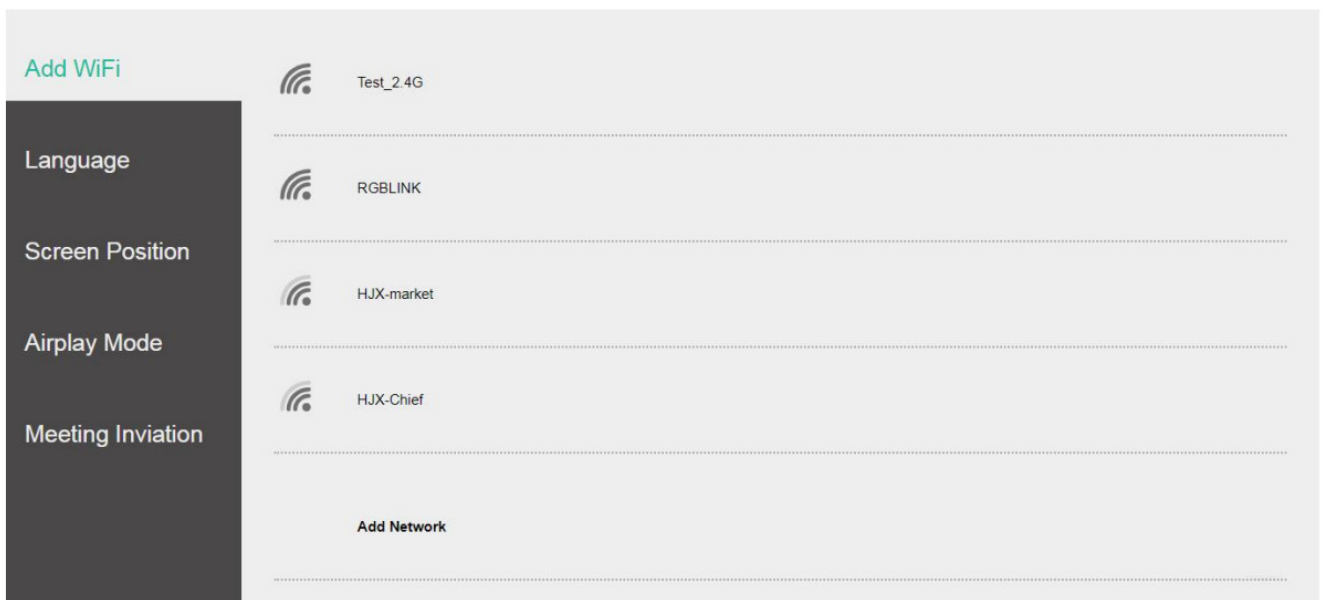 Add WiFi
Language
Screen Position
Airplay Mode
Meeting Inviation
Test_2.4G
RGBLINK
HJX-market
HJX-Chief
Add Network